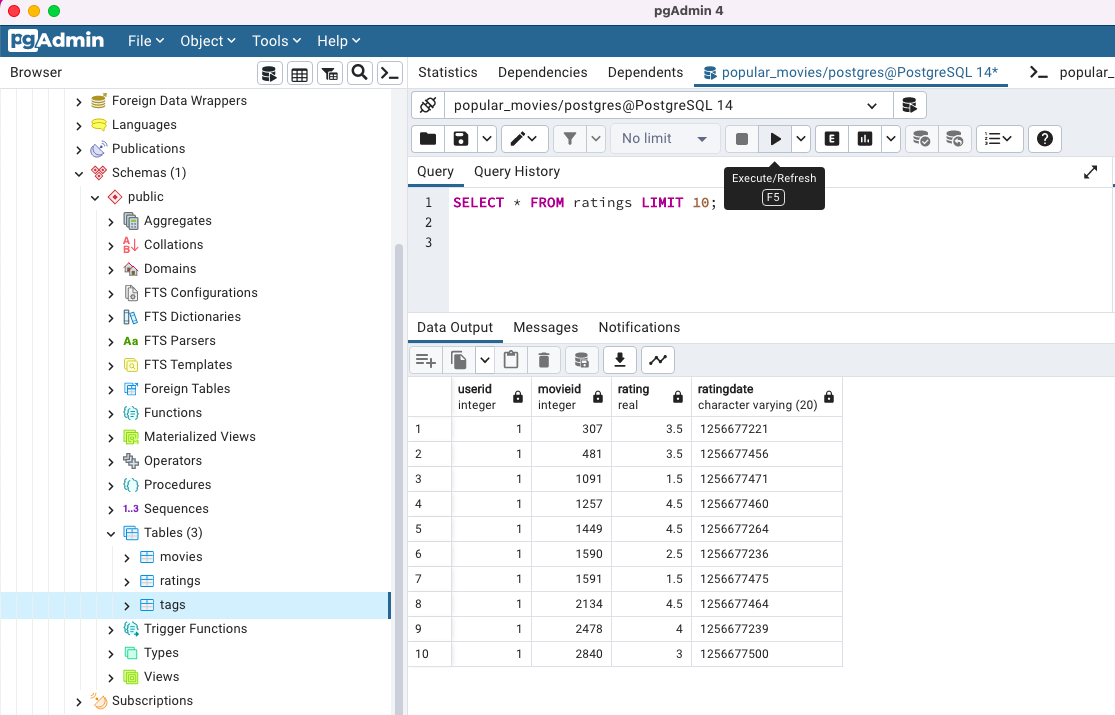 pgAdmin 4
pgAdmin File Object Tools Help
Browser
Statistics Dependencies Dependents popular_movies/postgres@PostgreSQL 14* popular_
Foreign Data Wrappers
Languages
Publications
Schemas (1)
public
Aggregates
Collations
Domains
FTS Configurations
FTS Dictionaries
Aa FTS Parsers
FTS Templates
Foreign Tables
Functions
Materialized Views
Operators
Procedures
1..3 Sequences
Tables (3)
movies
ratings
tags
Trigger Functions
Types
Views
Subscriptions
popular_movies/postgres@PostgreSQL 14
No limit E
Execute/Refresh
F5
Query Query History
1 SELECT * FROM ratings LIMIT 10;
2
3
Data Output Messages Notifications
userid movieid rating ratingdate
integer integer real character varying (20)
1 1 307 3.5 1256677221
2 1 481 3.5 1256677456
3 1 1091 1.5 1256677471
4 1 1257 4.5 1256677460
5 1 1449 4.5 1256677264
6 1 1590 2.5 1256677236
7 1 1591 1.5 1256677475
8 1 2134 4.5 1256677464
9 1 2478 4 1256677239
10 1 2840 3 1256677500